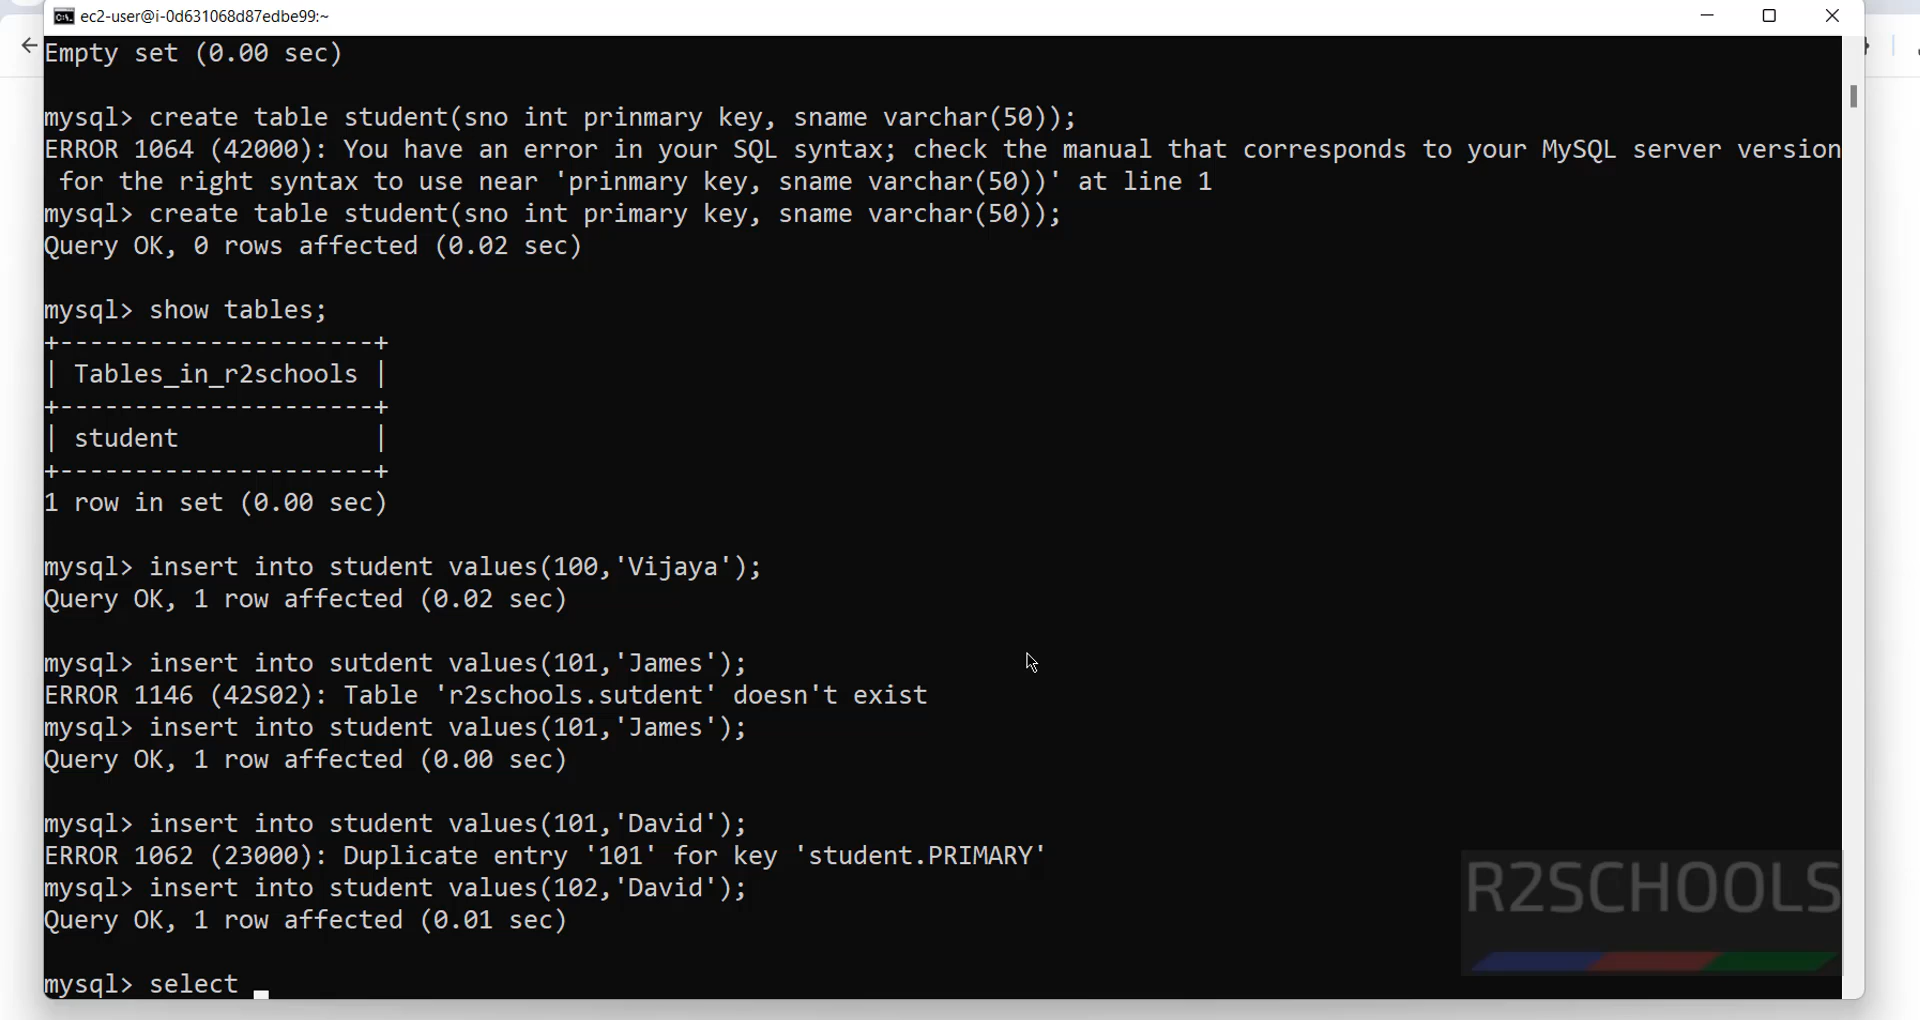 ec2-user@i-0d631068d87edbe99:~
Empty set (0.00 sec)
mysql> create table student(sno int prinmary key, sname varchar(50));
ERROR 1064 (42000): You have an error in your SQL syntax; check the manual that corresponds to your MySQL server version
for the right syntax to use near 'prinmary key, sname varchar(50))' at line 1
mysql> create table student(sno int primary key, sname varchar(50));
Query OK, 0 rows affected (0.02 sec)
mysql> show tables;
+---------------------+
| Tables_in_r2schools |
+---------------------+
| student             |
+---------------------+
1 row in set (0.00 sec)
mysql> insert into student values(100,'Vijaya');
Query OK, 1 row affected (0.02 sec)
mysql> insert into sutdent values(101,'James');
ERROR 1146 (42S02): Table 'r2schools.sutdent' doesn't exist
mysql> insert into student values(101,'James');
Query OK, 1 row affected (0.00 sec)
mysql> insert into student values(101,'David');
ERROR 1062 (23000): Duplicate entry '101' for key 'student.PRIMARY'
mysql> insert into student values(102,'David');
Query OK, 1 row affected (0.01 sec)
mysql> select
R2SCHOOLS